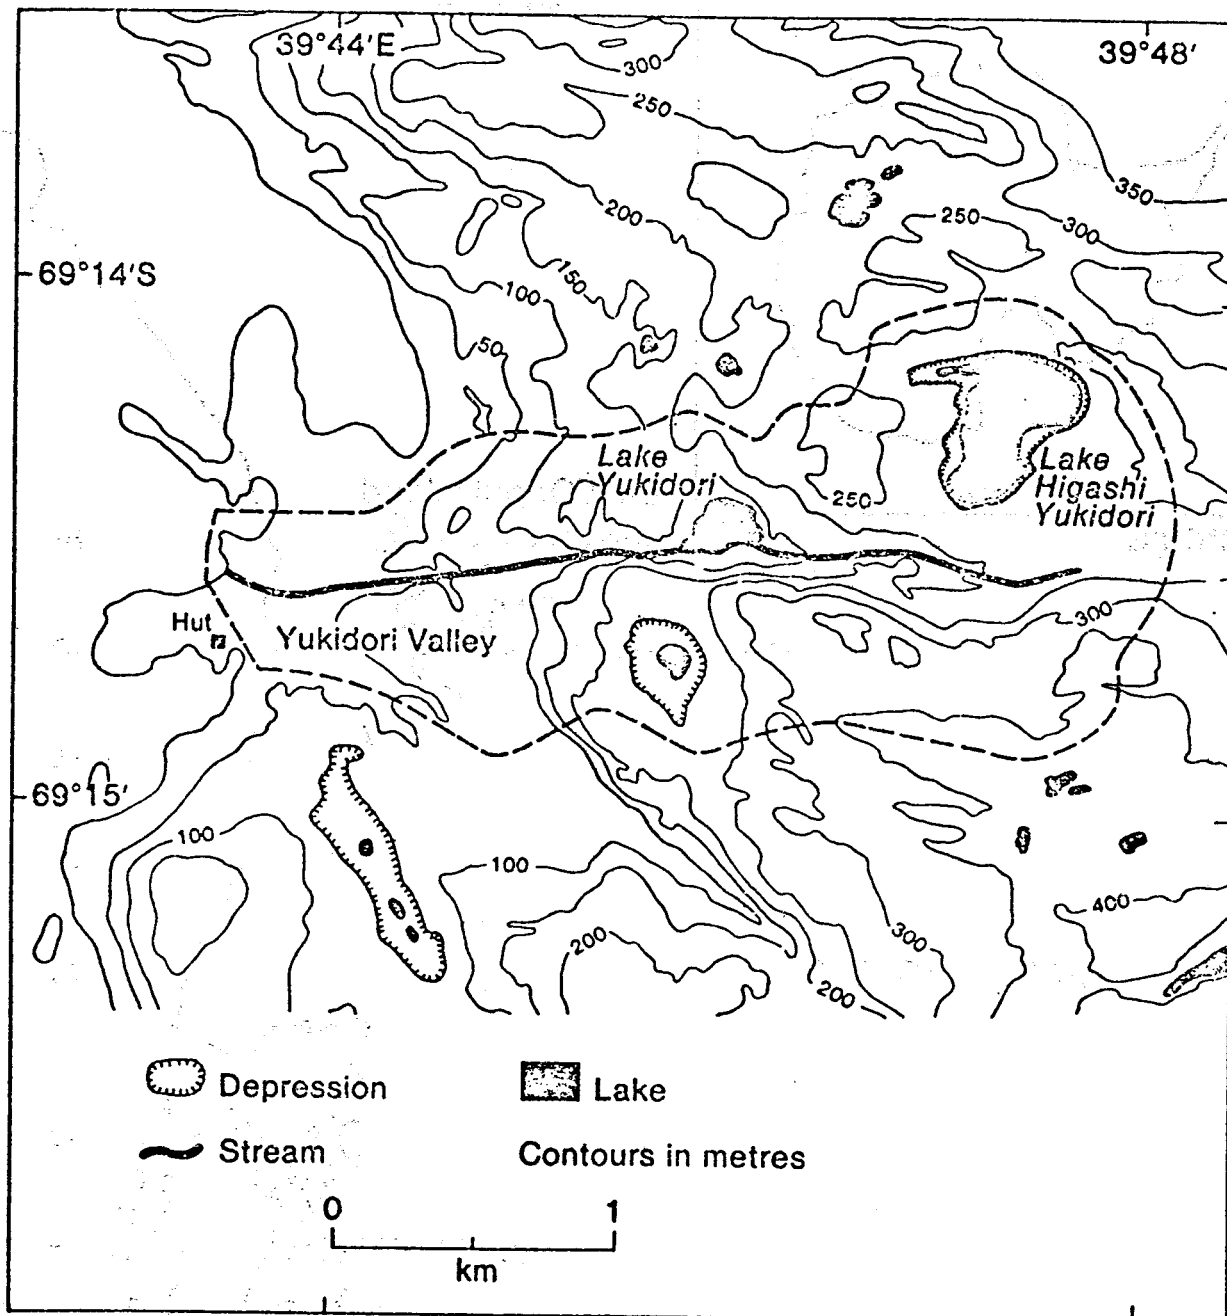 39°44'E
39°48'
300
250
350
200
250
300
69°14'S
150
100
50
Lake
Yukidori
Lake
Higashi
Yukidori
250
Hut
Yukidori Valley
300
69°15'
100
100
400
200
300
200
Depression
Lake
Stream
Contours in metres
0
1
km